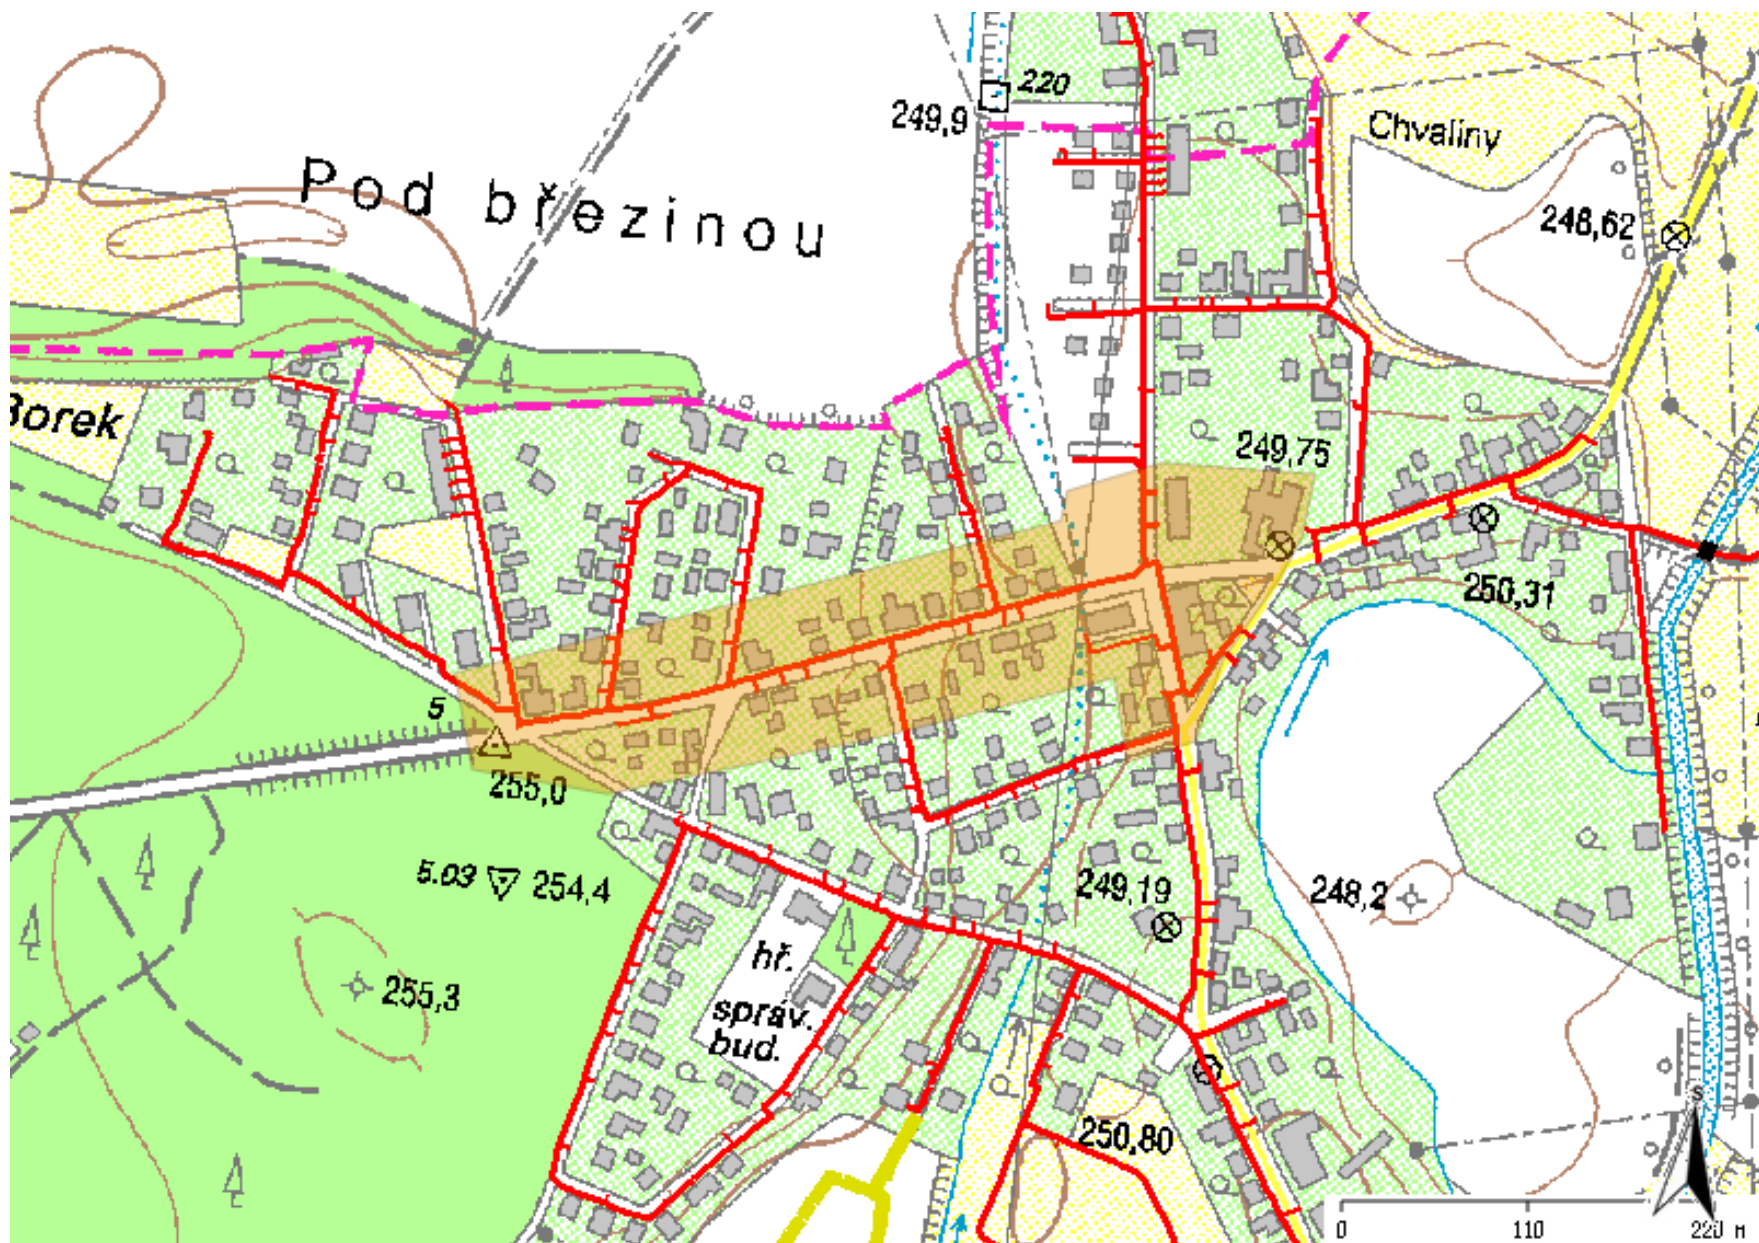 220
249,9
Chvaliny
Pod březinou
248,62
Borek
249,75
250,31
5
255,0
5.03 254,4
249,19
248,2
hř.
255,3
správ.
bud.
250,80
S
0 110 220 m